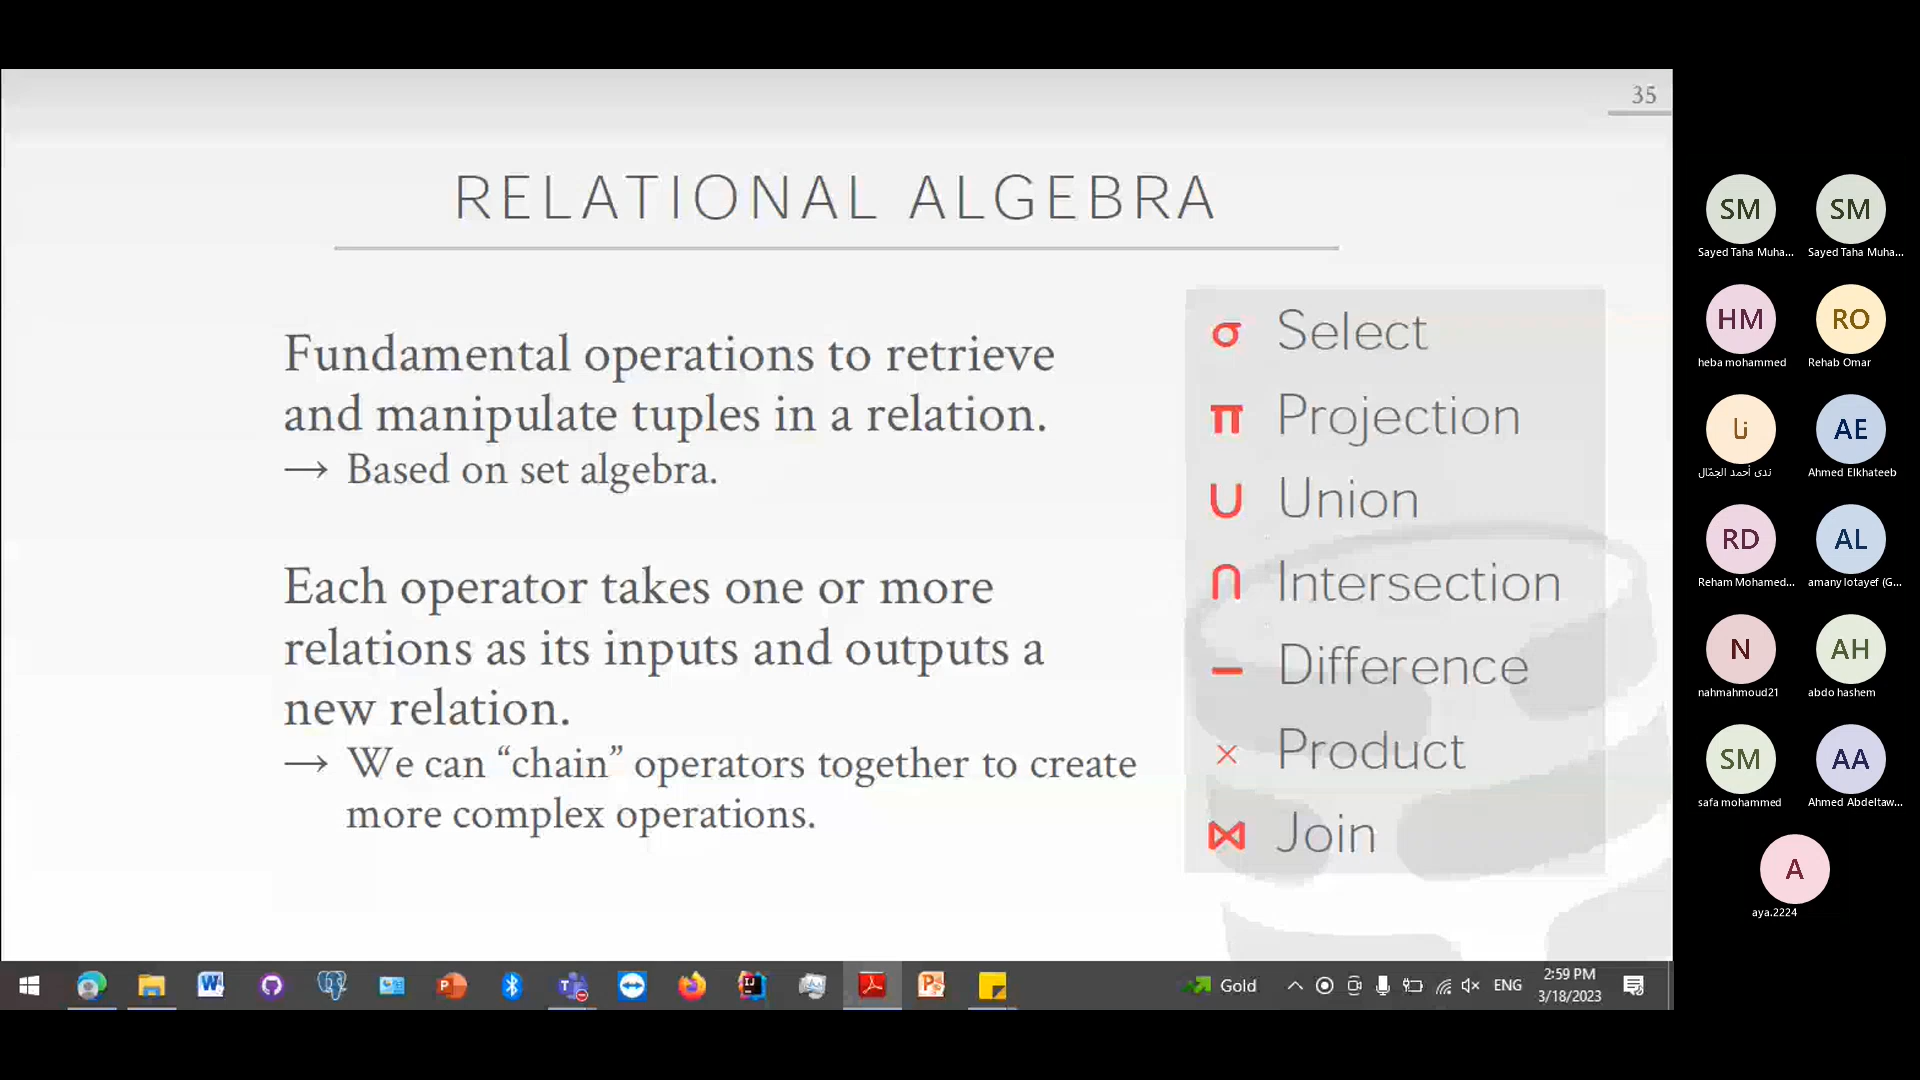 35
RELATIONAL ALGEBRA
Fundamental operations to retrieve
and manipulate tuples in a relation.
→ Based on set algebra.
Each operator takes one or more
relations as its inputs and outputs a
new relation.
→ We can “chain” operators together to create
more complex operations.
σ Select
π Projection
∪ Union
∩ Intersection
− Difference
× Product
⋈ Join
SM SM
Sayed Taha Muha... Sayed Taha Muha...
HM RO
heba mohammed Rehab Omar
نا AE
ندى أحمد الجمّال Ahmed Elkhateeb
RD AL
Reham Mohamed... amany lotayef (G...
N AH
nahmahmoud21 abdo hashem
SM AA
safa mohammed Ahmed Abdeltaw...
A
aya.2224
Gold ENG 2:59 PM
3/18/2023